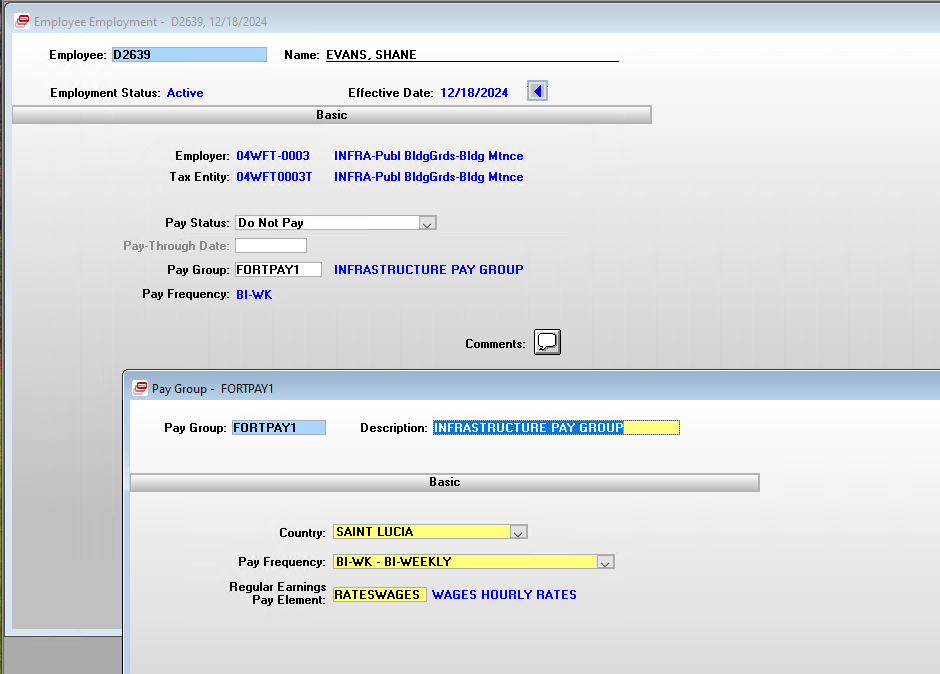 Employee Employment -  D2639, 12/18/2024
Employee: D2639 Name: EVANS, SHANE
Employment Status: Active Effective Date: 12/18/2024
Basic
Employer: 04WFT-0003 INFRA-Publ BldgGrds-Bldg Mtnce
Tax Entity: 04WFT0003T INFRA-Publ BldgGrds-Bldg Mtnce
Pay Status: Do Not Pay
Pay-Through Date:
Pay Group: FORTPAY1 INFRASTRUCTURE PAY GROUP
Pay Frequency: BI-WK
Comments:
Pay Group -  FORTPAY1
Pay Group: FORTPAY1 Description: INFRASTRUCTURE PAY GROUP
Basic
Country: SAINT LUCIA
Pay Frequency: BI-WK - BI-WEEKLY
Regular Earnings
Pay Element: RATESWAGES WAGES HOURLY RATES